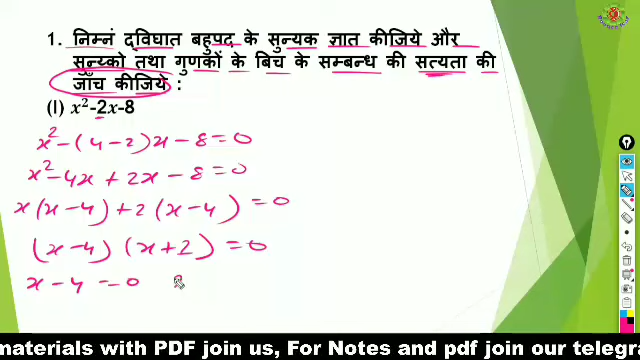 1. निम्नं द्विघात बहुपद के सुन्यक ज्ञात कीजिये और
सुन्य्को तथा गुणकों के बिच के सम्बन्ध की सत्यता की
जाँच कीजिये :
(I) x²-2x-8
x² - (4-2)x - 8 = 0
x² - 4x + 2x - 8 = 0
x (x-4) + 2 (x-4) = 0
(x-4) (x+2) = 0
x - 4 = 0
materials with PDF join us, For Notes and pdf join our telegra